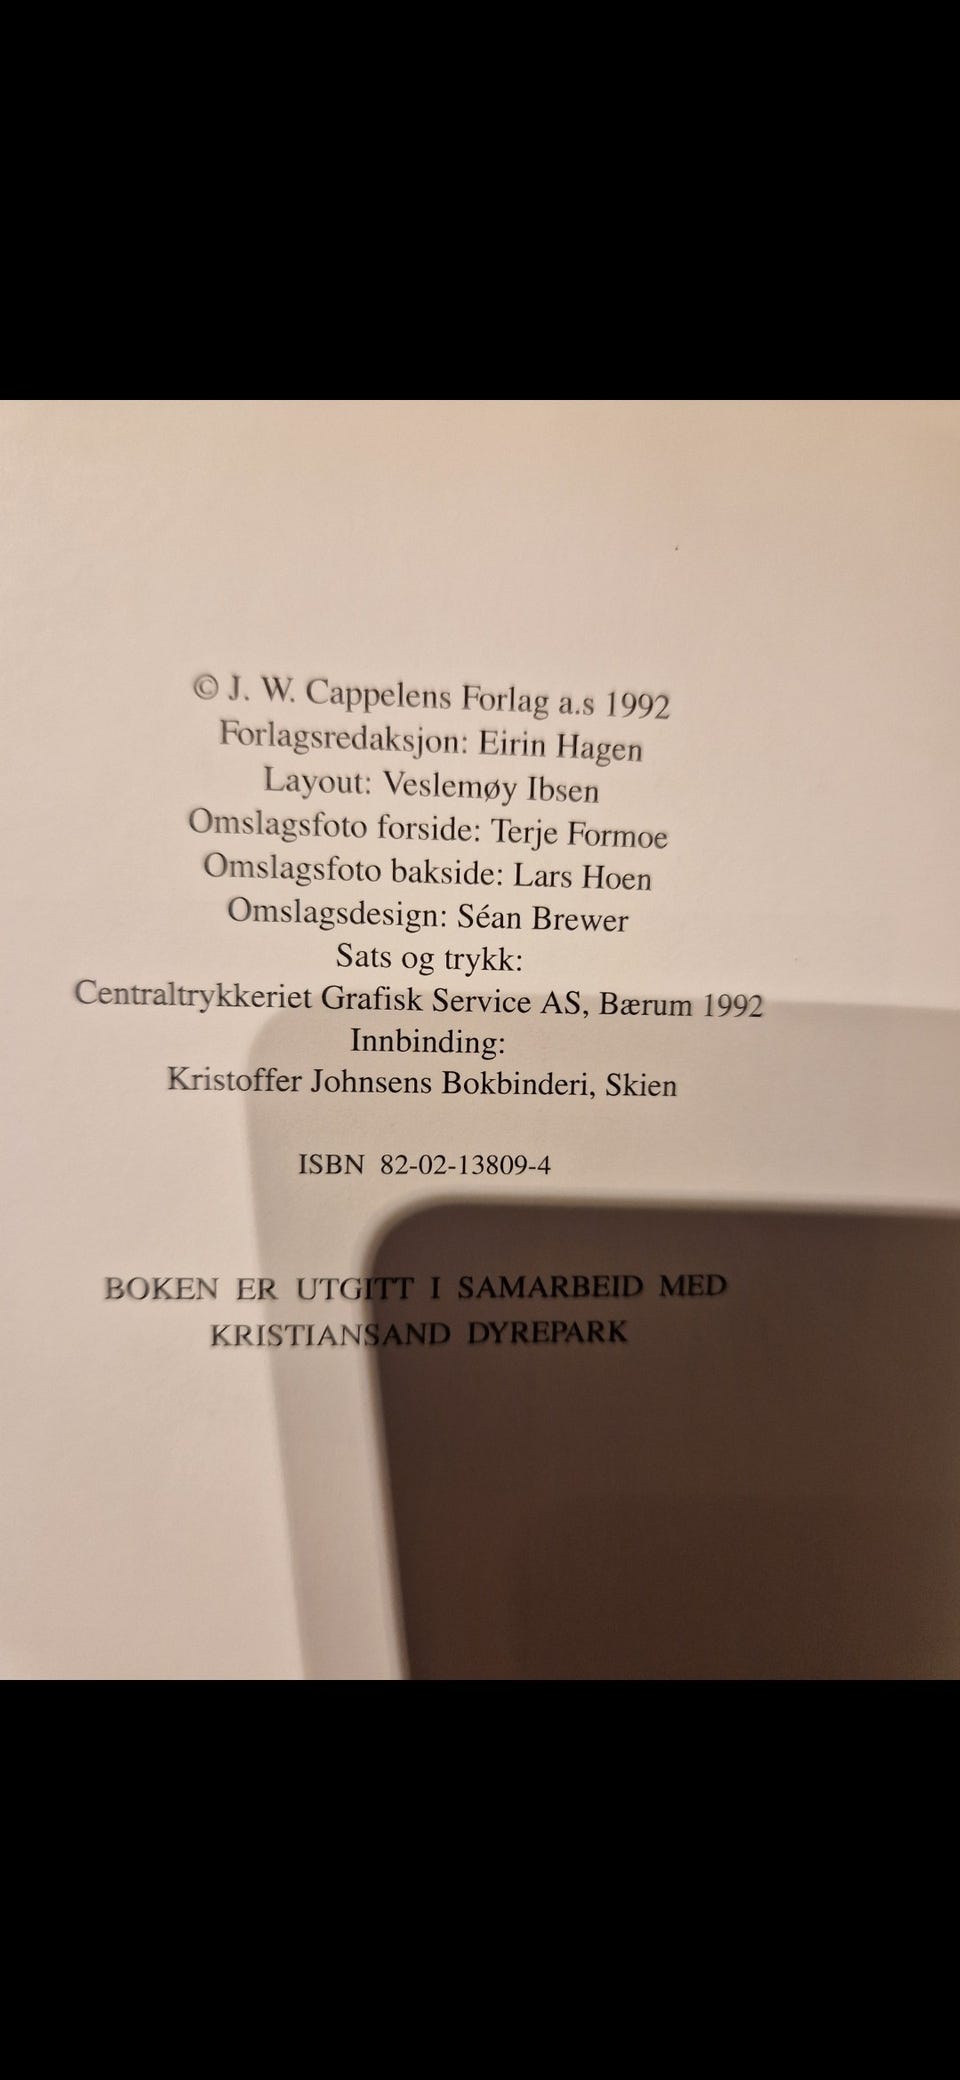 © J. W. Cappelens Forlag a.s 1992
Forlagsredaksjon: Eirin Hagen
Layout: Veslemøy Ibsen
Omslagsfoto forside: Terje Formoe
Omslagsfoto bakside: Lars Hoen
Omslagsdesign: Séan Brewer
Sats og trykk:
Centraltrykkeriet Grafisk Service AS, Bærum 1992
Innbinding:
Kristoffer Johnsens Bokbinderi, Skien
ISBN 82-02-13809-4
BOKEN ER UTGITT I SAMARBEID MED
KRISTIANSAND DYREPARK